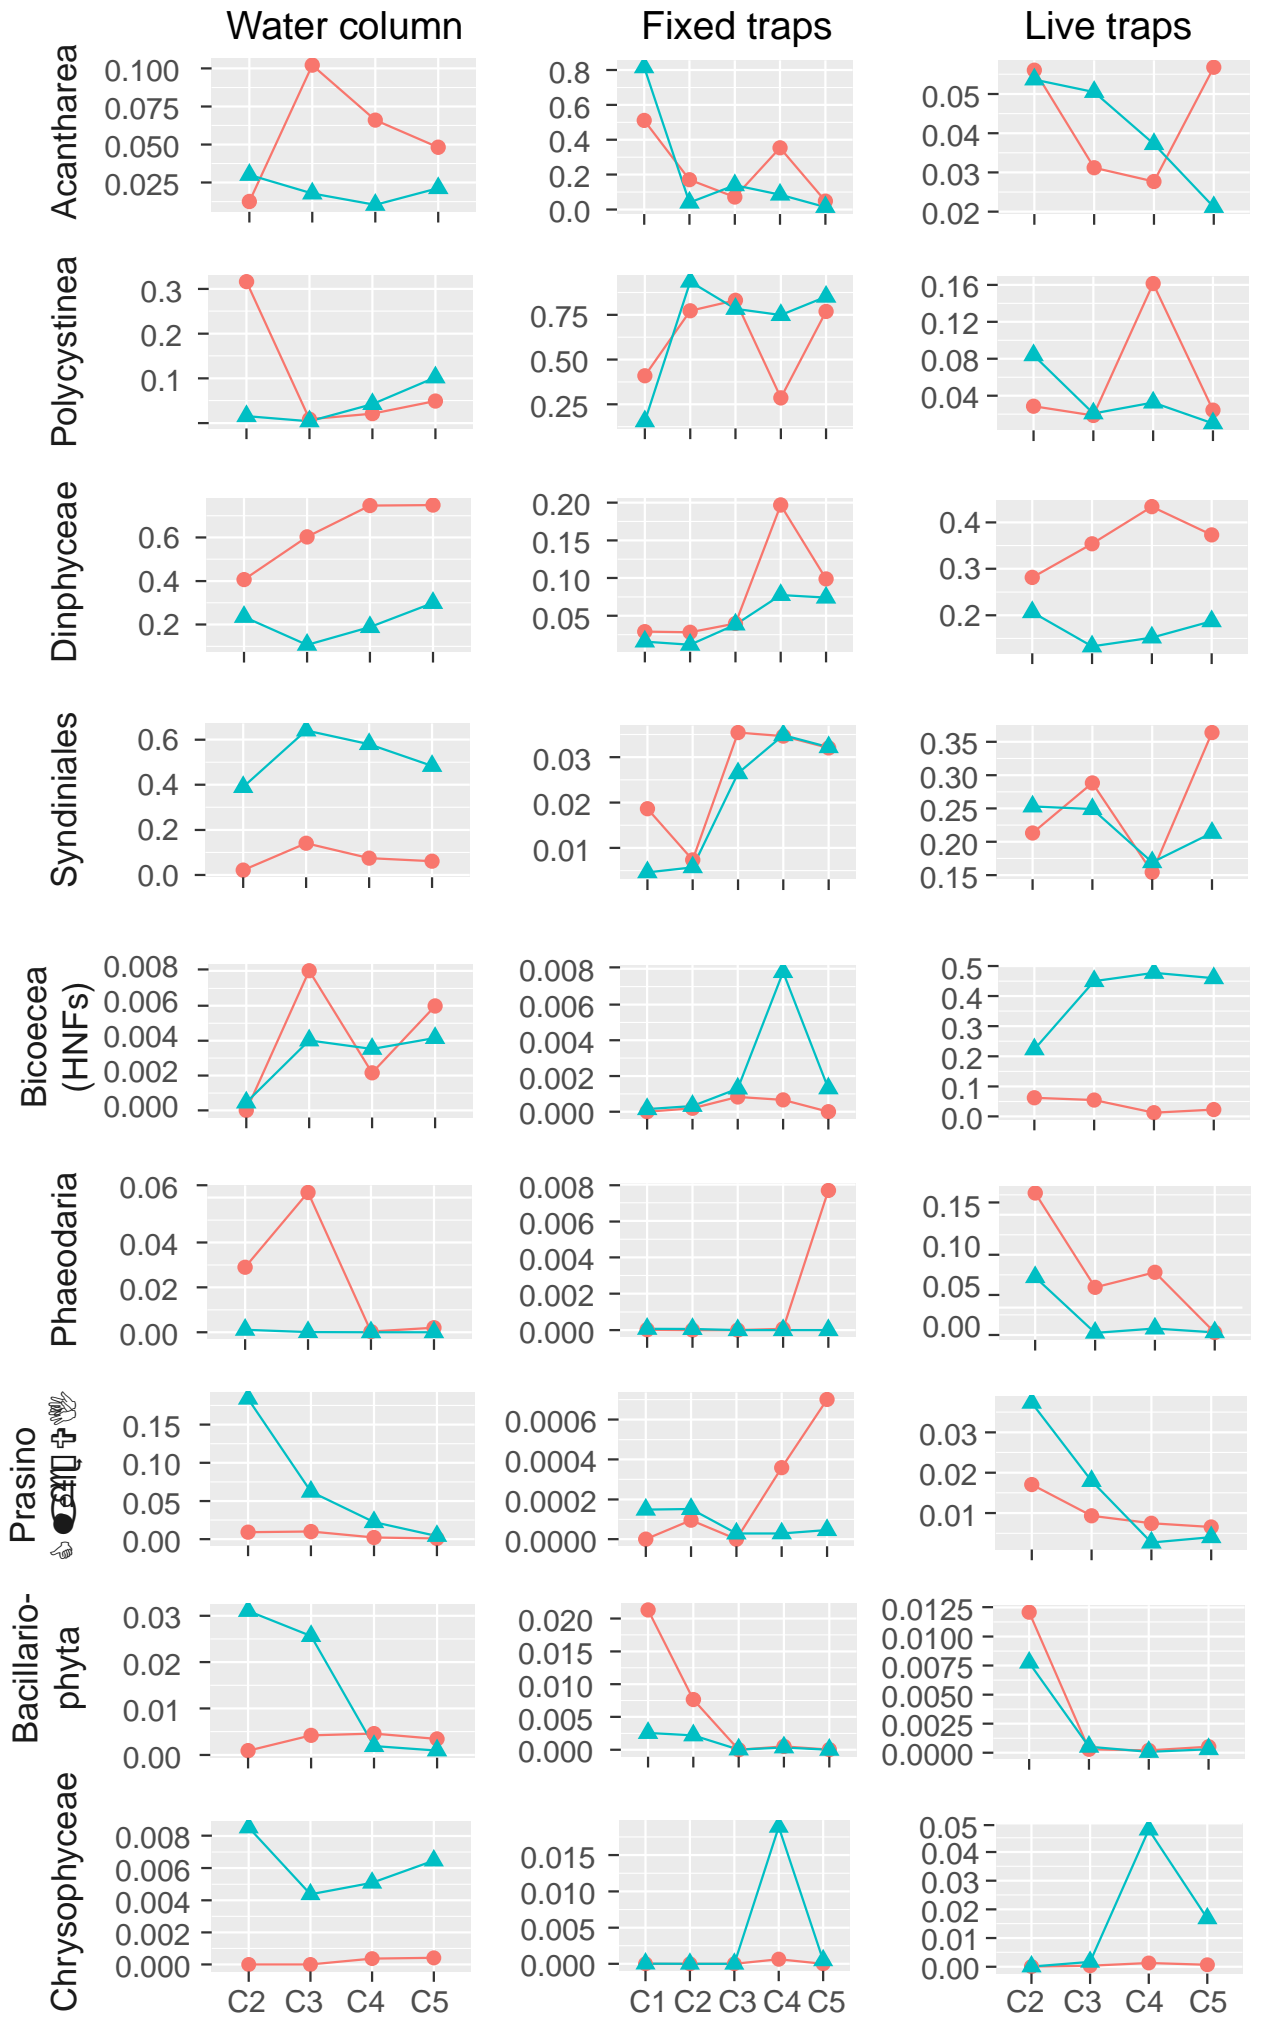 Water column Fixed traps Live traps
Acantharea
0.100 0.8
0.075 0.6 0.05
0.050 0.4 0.04
0.025 0.2 0.03
0.0 0.02
Polycystinea
0.3 0.75 0.16
0.2 0.50 0.12
0.1 0.25 0.08
0.04
Dinphyceae
0.6 0.20 0.4
0.4 0.15 0.3
0.2 0.10 0.2
0.05
Syndiniales
0.6 0.03 0.35
0.4 0.02 0.30
0.2 0.01 0.25
0.0 0.20
0.15
Bicoecea
(HNFs)
0.008 0.008 0.5
0.006 0.006 0.4
0.004 0.004 0.3
0.002 0.002 0.2
0.000 0.000 0.1
0.0
Phaeodaria
0.06 0.008 0.15
0.04 0.006 0.10
0.02 0.004 0.05
0.00 0.002 0.00
0.000
Prasino
0.15 0.0006 0.03
0.10 0.0004 0.02
0.05 0.0002 0.01
0.00 0.0000
Bacillario-
phyta
0.03 0.020 0.0125
0.02 0.015 0.0100
0.01 0.010 0.0075
0.00 0.005 0.0050
0.000 0.0025
0.0000
Chrysophyceae
0.008 0.015 0.05
0.006 0.010 0.04
0.004 0.005 0.03
0.002 0.000 0.02
0.000 0.01
0.00
C2 C3 C4 C5 C1 C2 C3 C4 C5 C2 C3 C4 C5